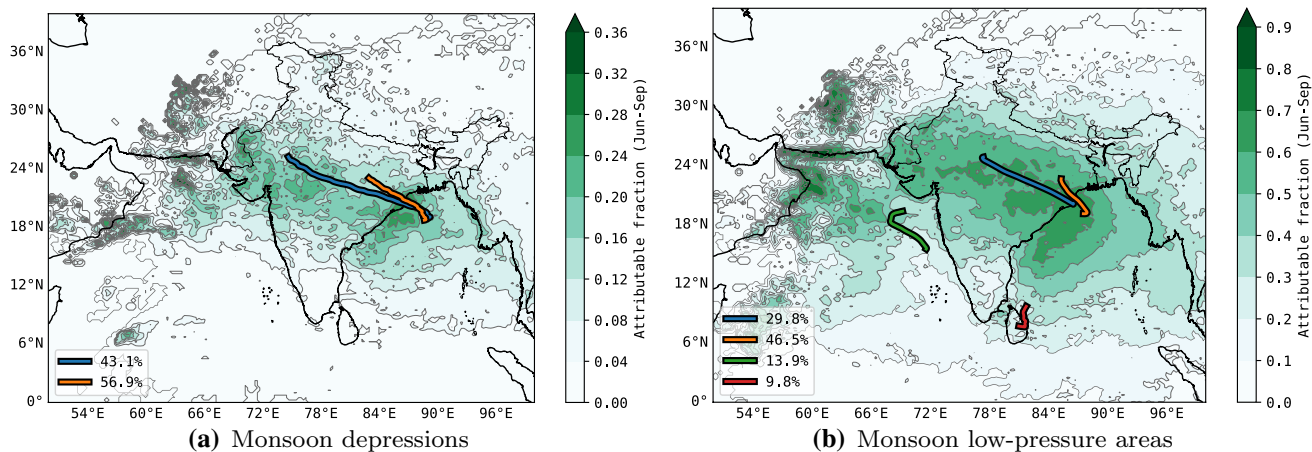 36°N
30°N
24°N
18°N
12°N
6°N
0°
54°E 60°E 66°E 72°E 78°E 84°E 90°E 96°E
43.1%
56.9%
0.36
0.32
0.28
0.24
0.20
0.16
0.12
0.08
0.04
0.00
Attributable fraction (Jun-Sep)
(a) Monsoon depressions
36°N
30°N
24°N
18°N
12°N
6°N
0°
54°E 60°E 66°E 72°E 78°E 84°E 90°E 96°E
29.8%
46.5%
13.9%
9.8%
0.9
0.8
0.7
0.6
0.5
0.4
0.3
0.2
0.1
0.0
Attributable fraction (Jun-Sep)
(b) Monsoon low-pressure areas